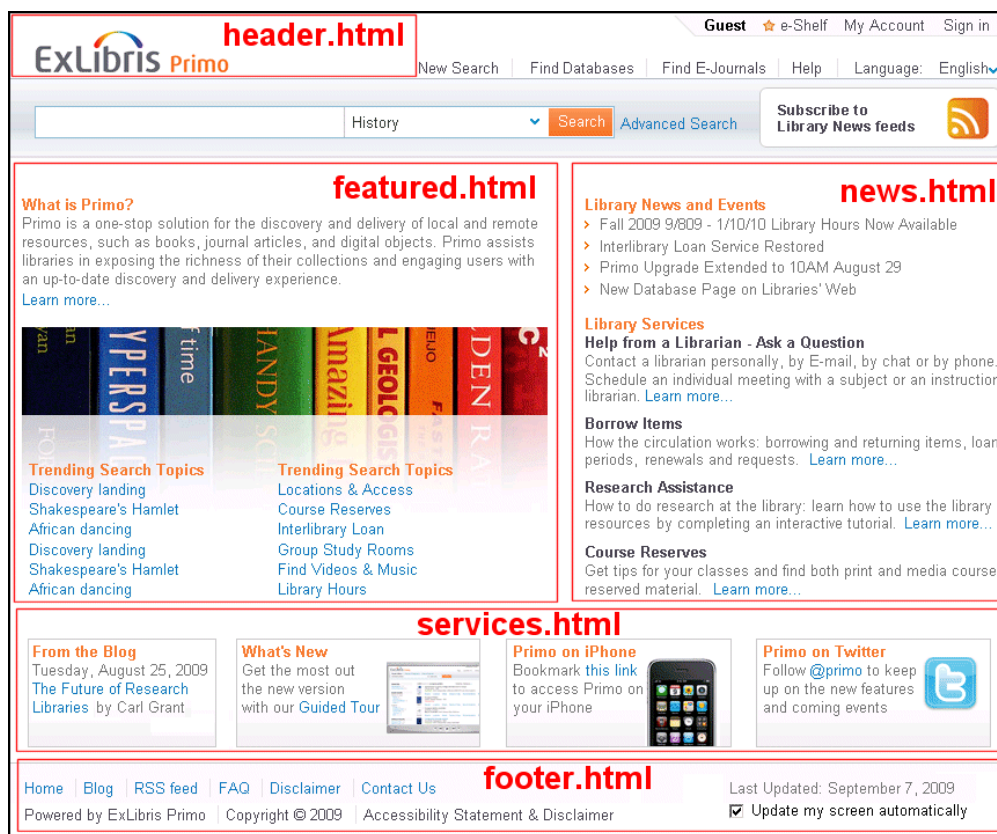 header.html
ExLibris Primo
Guest e-Shelf My Account Sign in
New Search Find Databases Find E-Journals Help Language: English
History Search Advanced Search
Subscribe to
Library News feeds
featured.html
What is Primo?
Primo is a one-stop solution for the discovery and delivery of local and remote
resources, such as books, journal articles, and digital objects. Primo assists
libraries in exposing the richness of their collections and engaging users with
an up-to-date discovery and delivery experience.
Learn more...
of time
HANDY
Amazing
DEN
Trending Search Topics
Discovery landing
Shakespeare's Hamlet
African dancing
Discovery landing
Shakespeare's Hamlet
African dancing
Trending Search Topics
Locations & Access
Course Reserves
Interlibrary Loan
Group Study Rooms
Find Videos & Music
Library Hours
news.html
Library News and Events
Fall 2009 9/809 - 1/10/10 Library Hours Now Available
Interlibrary Loan Service Restored
Primo Upgrade Extended to 10AM August 29
New Database Page on Libraries' Web
Library Services
Help from a Librarian - Ask a Question
Contact a librarian personally, by E-mail, by chat or by phone.
Schedule an individual meeting with a subject or an instruction
librarian. Learn more...
Borrow Items
How the circulation works: borrowing and returning items, loan
periods, renewals and requests. Learn more...
Research Assistance
How to do research at the library: learn how to use the library
resources by completing an interactive tutorial. Learn more...
Course Reserves
Get tips for your classes and find both print and media course
reserved material. Learn more...
services.html
From the Blog
Tuesday, August 25, 2009
The Future of Research
Libraries by Carl Grant
What's New
Get the most out
the new version
with our Guided Tour
Primo on iPhone
Bookmark this link
to access Primo on
your iPhone
Primo on Twitter
Follow @primo to keep
up on the new features
and coming events
footer.html
Home Blog RSS feed FAQ Disclaimer Contact Us
Powered by ExLibris Primo Copyright © 2009 Accessibility Statement & Disclaimer
Last Updated: September 7, 2009
Update my screen automatically